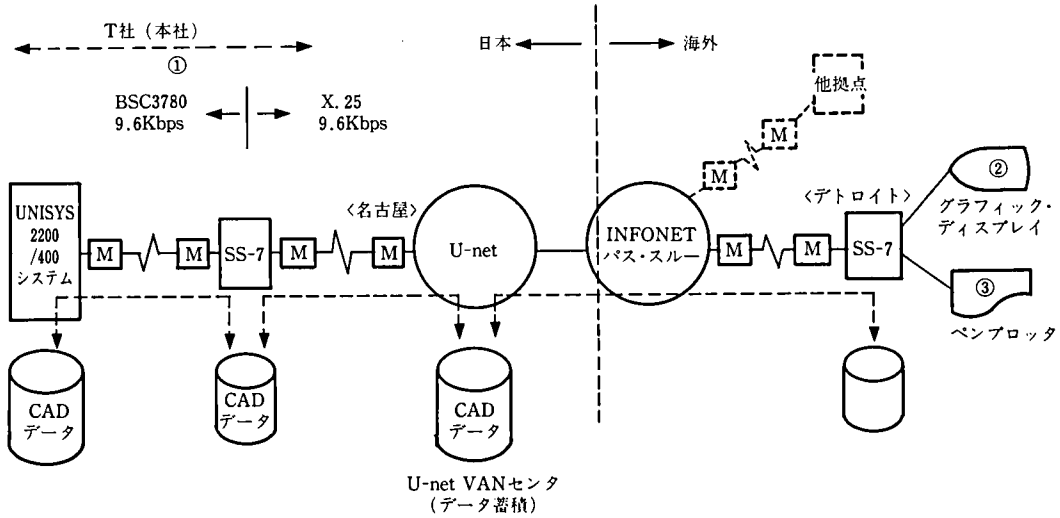 T社（本社）
①
日本
海外
BSC3780
9.6Kbps
X.25
9.6Kbps
他拠点
M
M
〈名古屋〉
〈デトロイト〉
②
グラフィック・
ディスプレイ
UNISYS
2200
/400
システム
M
M
SS-7
M
M
U-net
INFONET
パス・スルー
M
M
SS-7
③
ペンプロッタ
CAD
データ
CAD
データ
CAD
データ
U-net VANセンタ
（データ蓄積）